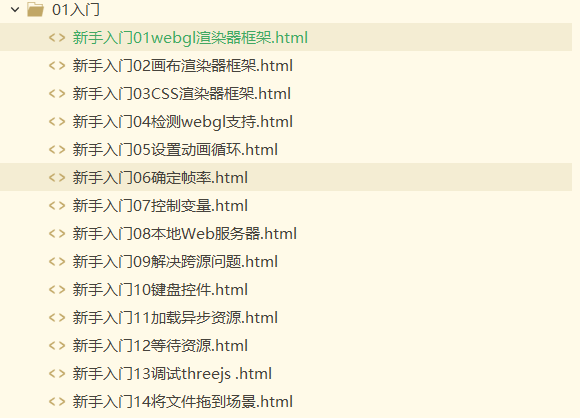 01入门
新手入门01webgl渲染器框架.html
新手入门02画布渲染器框架.html
新手入门03CSS渲染器框架.html
新手入门04检测webgl支持.html
新手入门05设置动画循环.html
新手入门06确定帧率.html
新手入门07控制变量.html
新手入门08本地Web服务器.html
新手入门09解决跨源问题.html
新手入门10键盘控件.html
新手入门11加载异步资源.html
新手入门12等待资源.html
新手入门13调试threejs .html
新手入门14将文件拖到场景.html